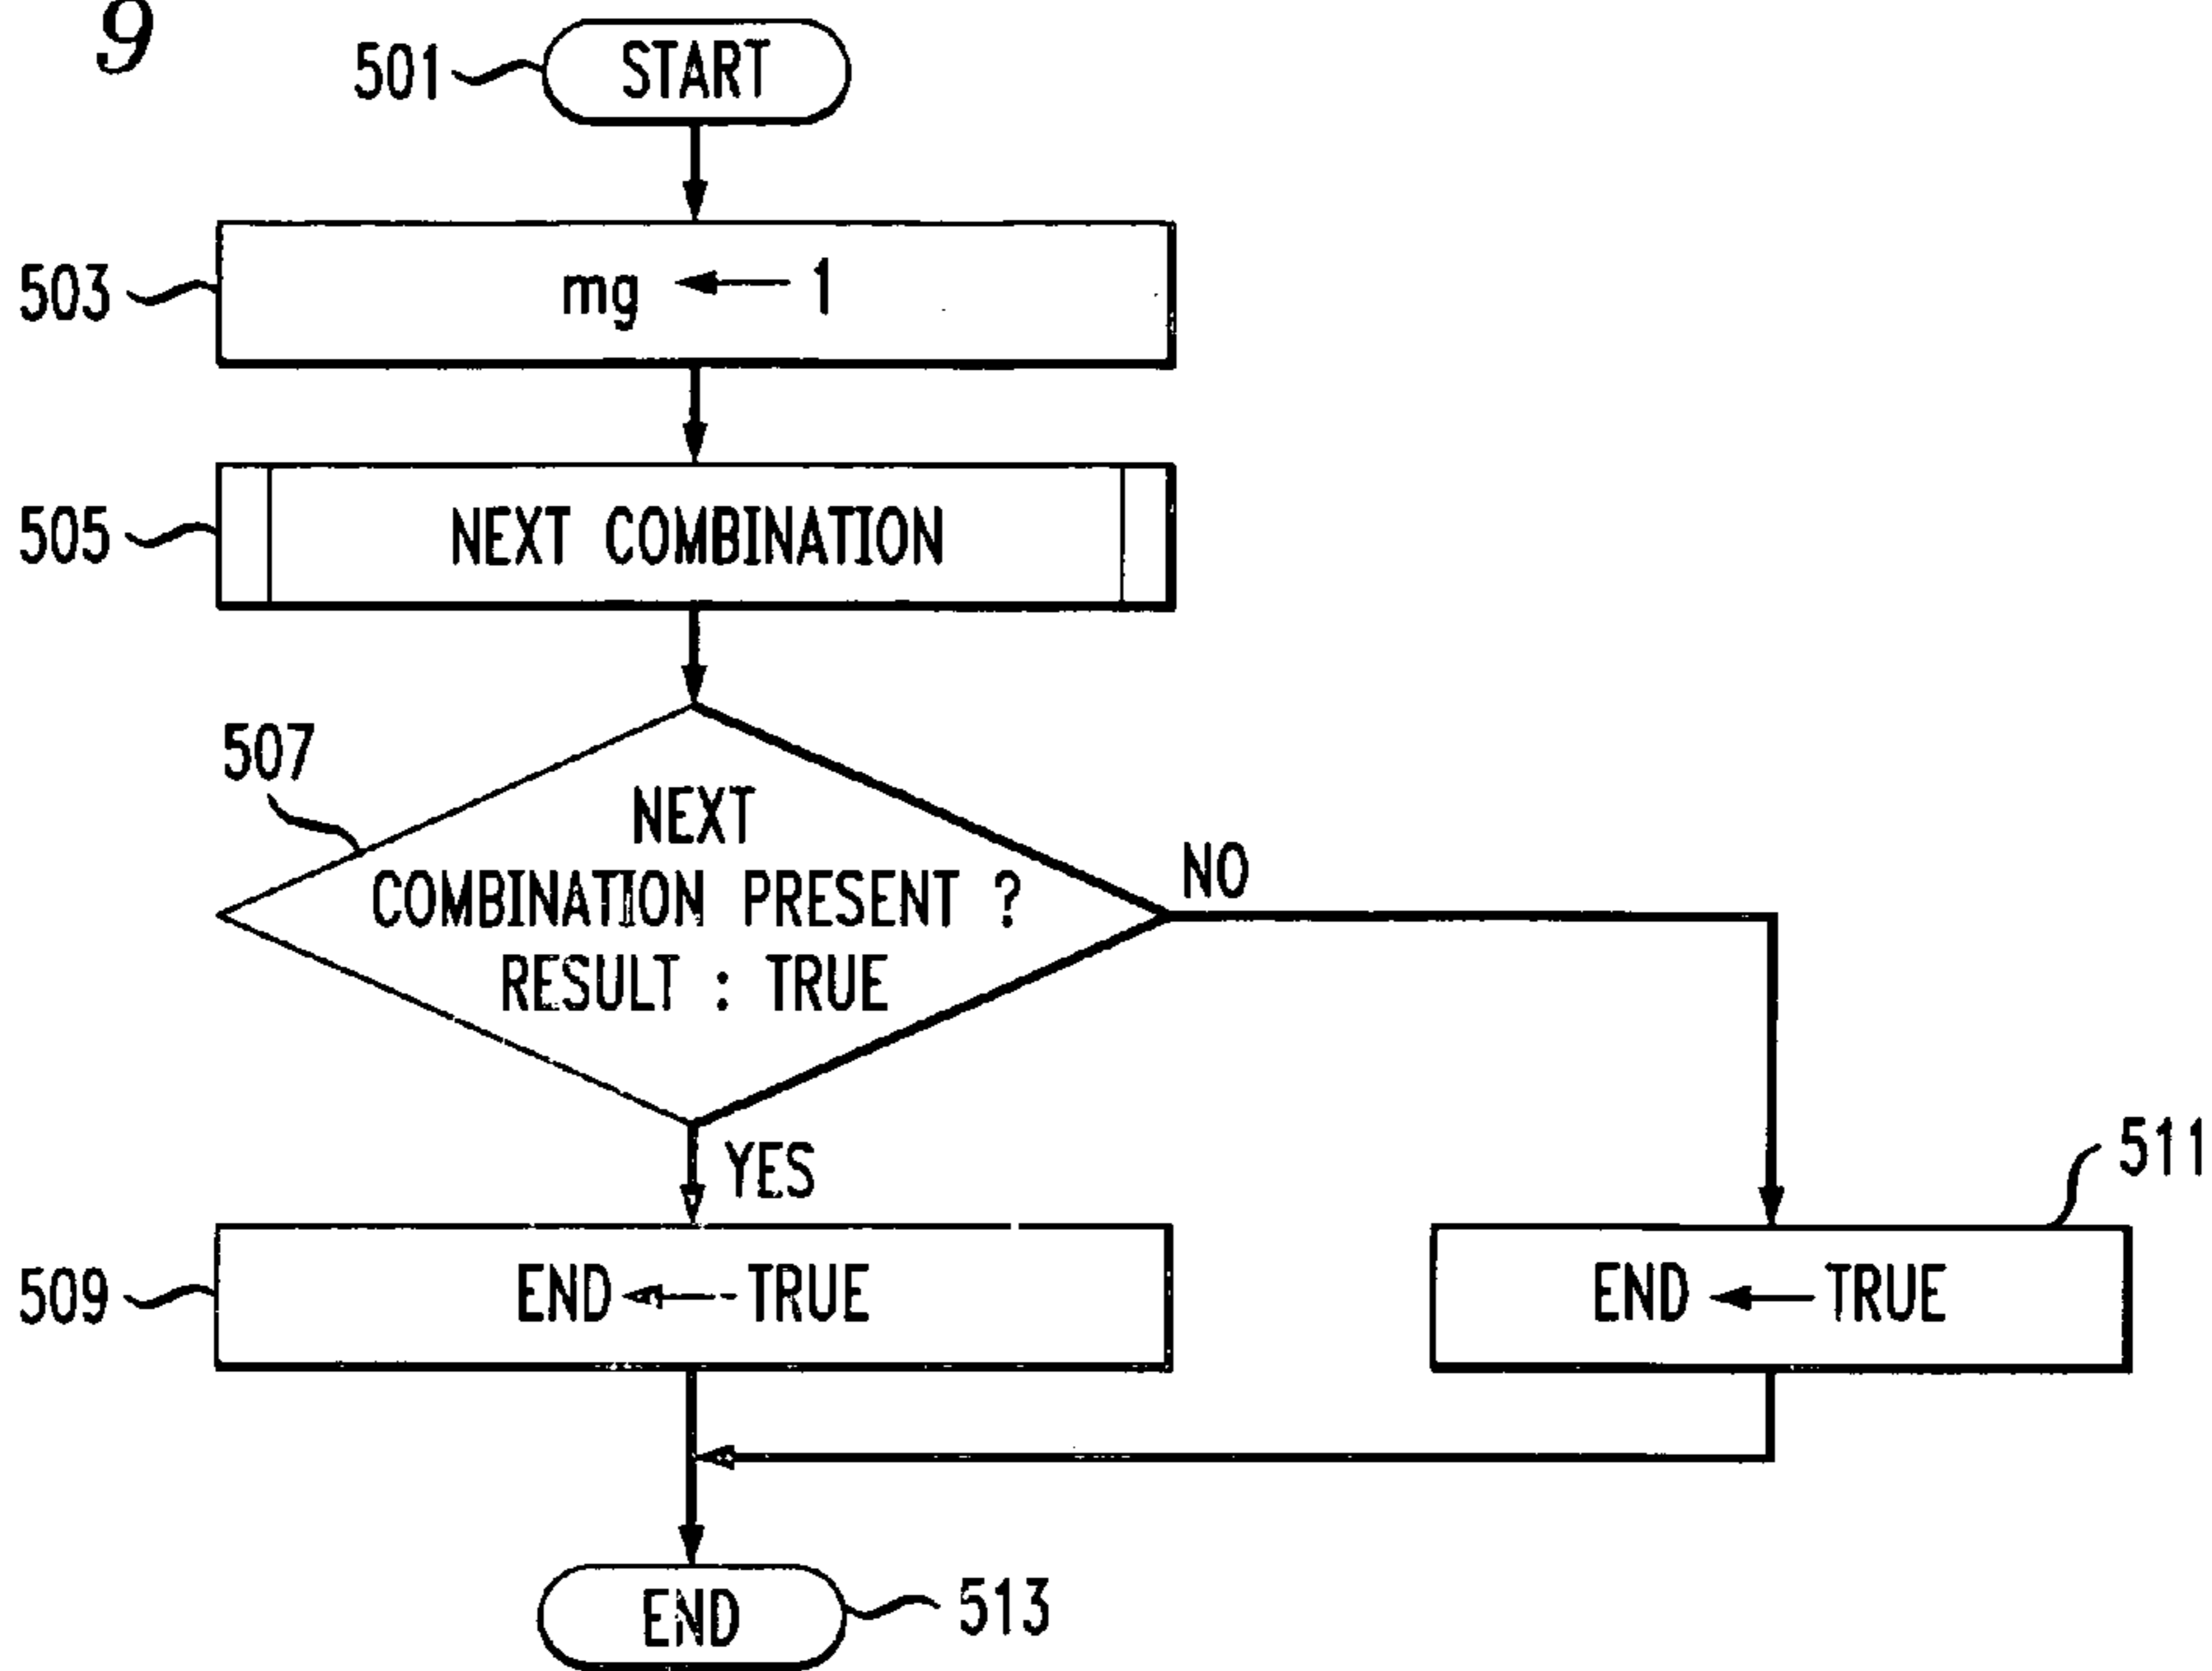 9
501 START
503 mg ← 1
505 NEXT COMBINATION
507
NEXT
COMBINATION PRESENT ?
RESULT : TRUE
NO
YES
511
509 END ← TRUE
END ← TRUE
END 513